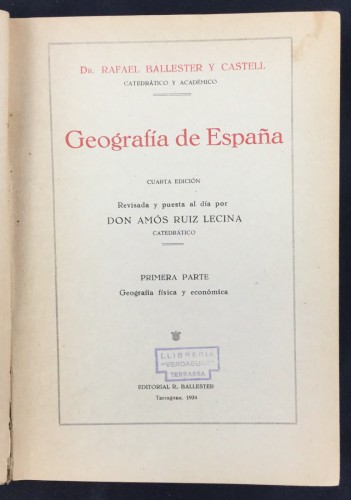 DR. RAFAEL BALLESTER Y CASTELL
CATEDRÁTICO Y ACADÉMICO
Geografía de España
CUARTA EDICIÓN
Revisada y puesta al día por
DON AMÓS RUIZ LECINA
CATEDRÁTICO
PRIMERA PARTE
Geografía física y económica
LLIBRERIA
"VERDAGUER"
TERRASSA
EDITORIAL R. BALLESTER
Tarragona, 1934